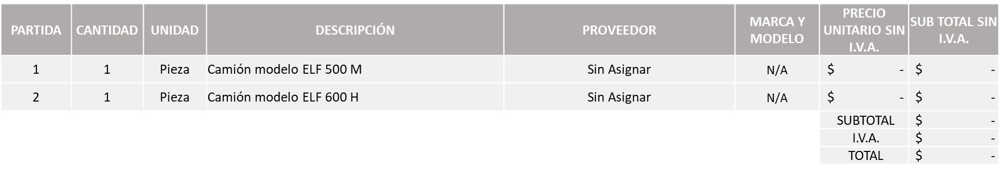 PARTIDA CANTIDAD UNIDAD DESCRIPCIÓN PROVEEDOR MARCA Y MODELO PRECIO UNITARIO SIN I.V.A. SUB TOTAL SIN I.V.A.
1 1 Pieza Camión modelo ELF 500 M Sin Asignar N/A $ - $ -
2 1 Pieza Camión modelo ELF 600 H Sin Asignar N/A $ - $ -
SUBTOTAL $ -
I.V.A. $ -
TOTAL $ -